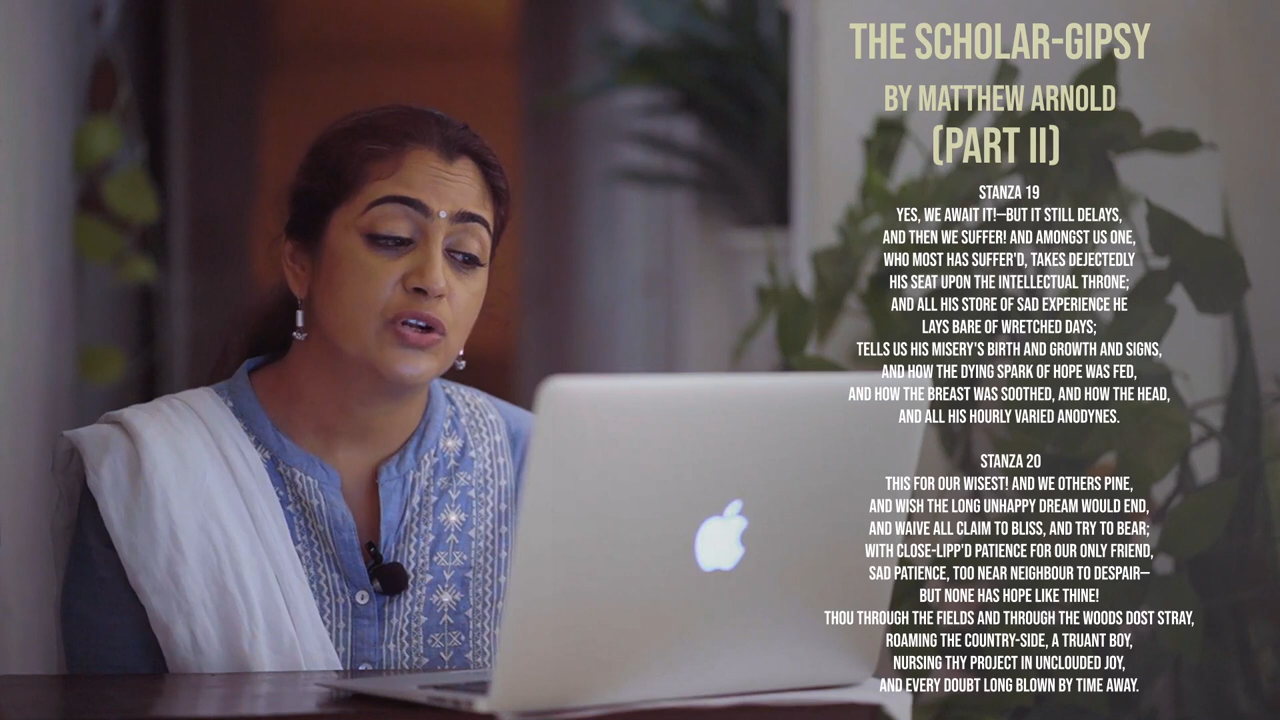 THE SCHOLAR-GIPSY
BY MATTHEW ARNOLD
(PART II)
STANZA 19
YES, WE AWAIT IT!—BUT IT STILL DELAYS,
AND THEN WE SUFFER! AND AMONGST US ONE,
WHO MOST HAS SUFFER'D, TAKES DEJECTEDLY
HIS SEAT UPON THE INTELLECTUAL THRONE;
AND ALL HIS STORE OF SAD EXPERIENCE HE
LAYS BARE OF WRETCHED DAYS;
TELLS US HIS MISERY'S BIRTH AND GROWTH AND SIGNS,
AND HOW THE DYING SPARK OF HOPE WAS FED,
AND HOW THE BREAST WAS SOOTHED, AND HOW THE HEAD,
AND ALL HIS HOURLY VARIED ANODYNES.
STANZA 20
THIS FOR OUR WISEST! AND WE OTHERS PINE,
AND WISH THE LONG UNHAPPY DREAM WOULD END,
AND WAIVE ALL CLAIM TO BLISS, AND TRY TO BEAR;
WITH CLOSE-LIPP'D PATIENCE FOR OUR ONLY FRIEND,
SAD PATIENCE, TOO NEAR NEIGHBOUR TO DESPAIR—
BUT NONE HAS HOPE LIKE THINE!
THOU THROUGH THE FIELDS AND THROUGH THE WOODS DOST STRAY,
ROAMING THE COUNTRY-SIDE, A TRUANT BOY,
NURSING THY PROJECT IN UNCLOUDED JOY,
AND EVERY DOUBT LONG BLOWN BY TIME AWAY.